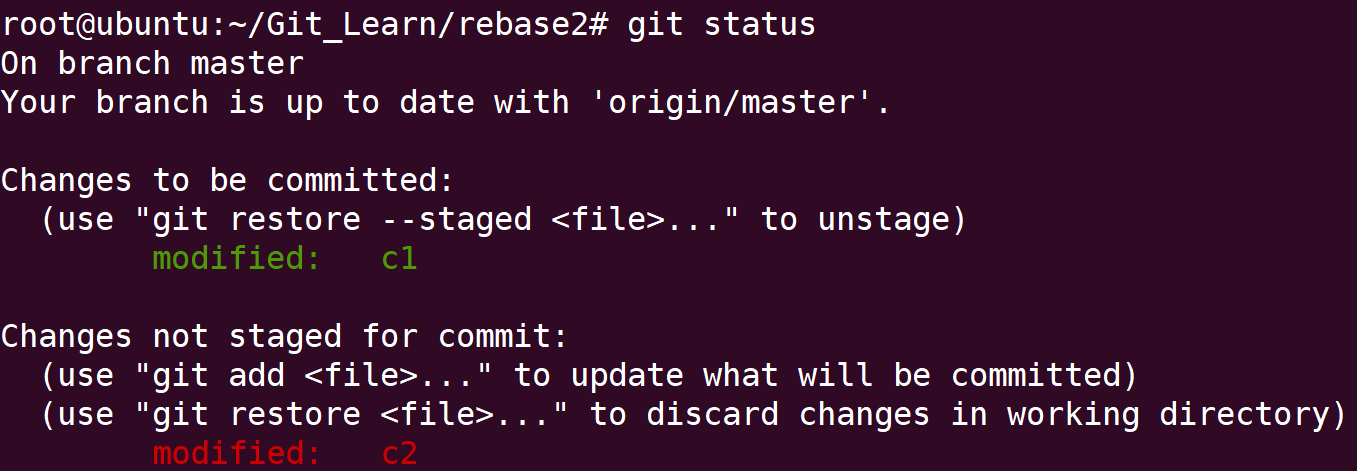 root@ubuntu:~/Git_Learn/rebase2# git status
On branch master
Your branch is up to date with 'origin/master'.
Changes to be committed:
  (use "git restore --staged <file>..." to unstage)
        modified:   c1
Changes not staged for commit:
  (use "git add <file>..." to update what will be committed)
  (use "git restore <file>..." to discard changes in working directory)
        modified:   c2